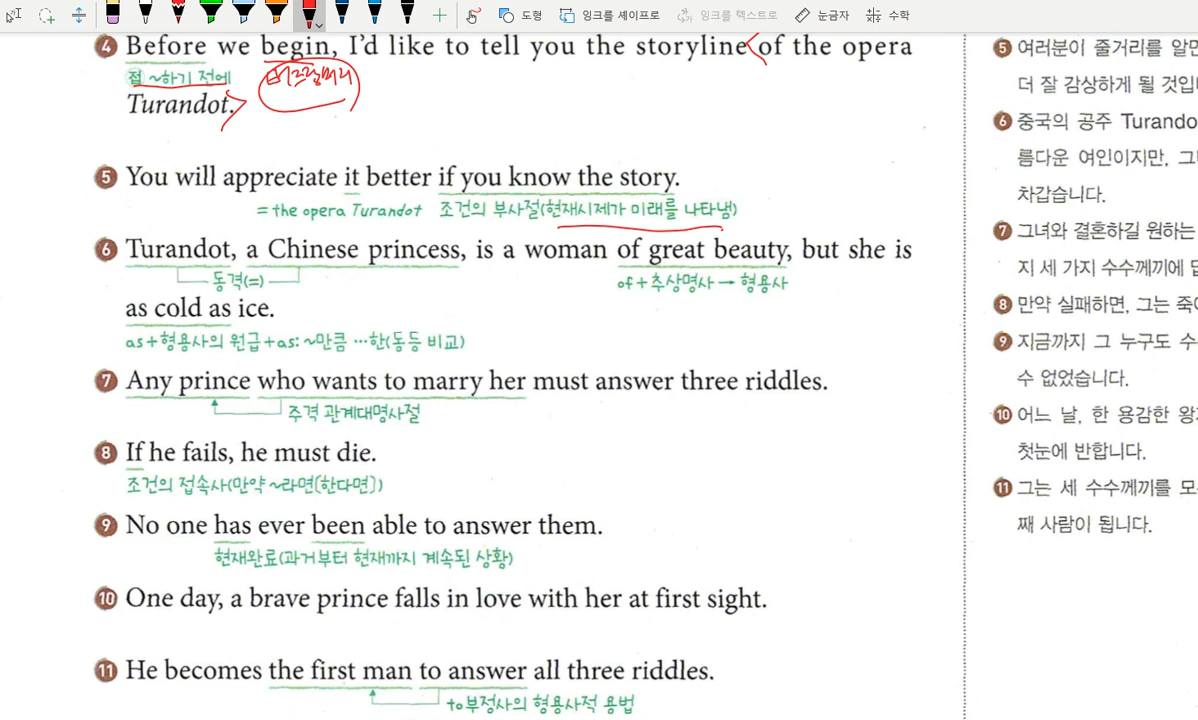 도형
잉크를 셰이프로
잉크를 텍스트로
눈금자
수학
④ Before we begin, I'd like to tell you the storyline of the opera
접 ~하기 전에
Turandot.
⑤ You will appreciate it better if you know the story.
= the opera Turandot 조건의 부사절(현재시제가 미래를 나타냄)
⑥ Turandot, a Chinese princess, is a woman of great beauty, but she is
동격(=)
of+추상명사→형용사
as cold as ice.
as+형용사의 원급+as: ~만큼 …한(동등 비교)
⑦ Any prince who wants to marry her must answer three riddles.
주격 관계대명사절
⑧ If he fails, he must die.
조건의 접속사(만약 ~라면[한다면])
⑨ No one has ever been able to answer them.
현재완료(과거부터 현재까지 계속된 상황)
⑩ One day, a brave prince falls in love with her at first sight.
⑪ He becomes the first man to answer all three riddles.
to부정사의 형용사적 용법
⑤ 여러분이 줄거리를 알면
더 잘 감상하게 될 것입니
⑥ 중국의 공주 Turando
름다운 여인이지만, 그
차갑습니다.
⑦ 그녀와 결혼하길 원하는
지 세 가지 수수께끼에 답
⑧ 만약 실패하면, 그는 죽어
⑨ 지금까지 그 누구도 수
수 없었습니다.
⑩ 어느 날, 한 용감한 왕
첫눈에 반합니다.
⑪ 그는 세 수수께끼를 모
째 사람이 됩니다.